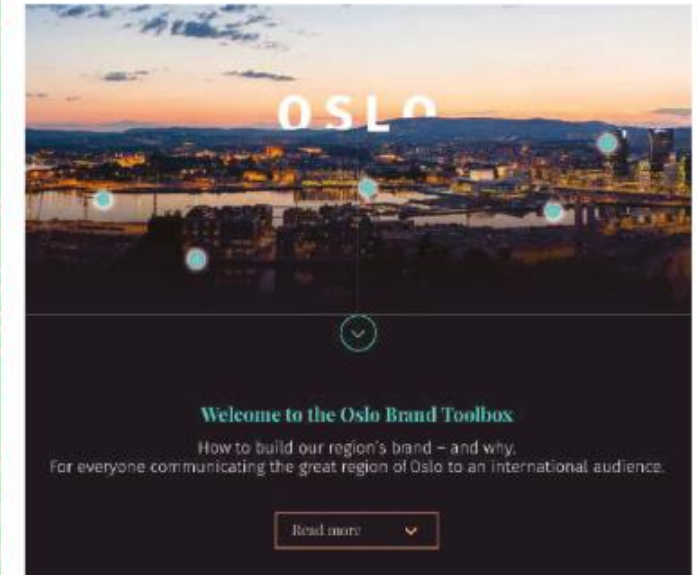 OSLO
Welcome to the Oslo Brand Toolbox
How to build our region's brand – and why.
For everyone communicating the great region of Oslo to an international audience.
Read more